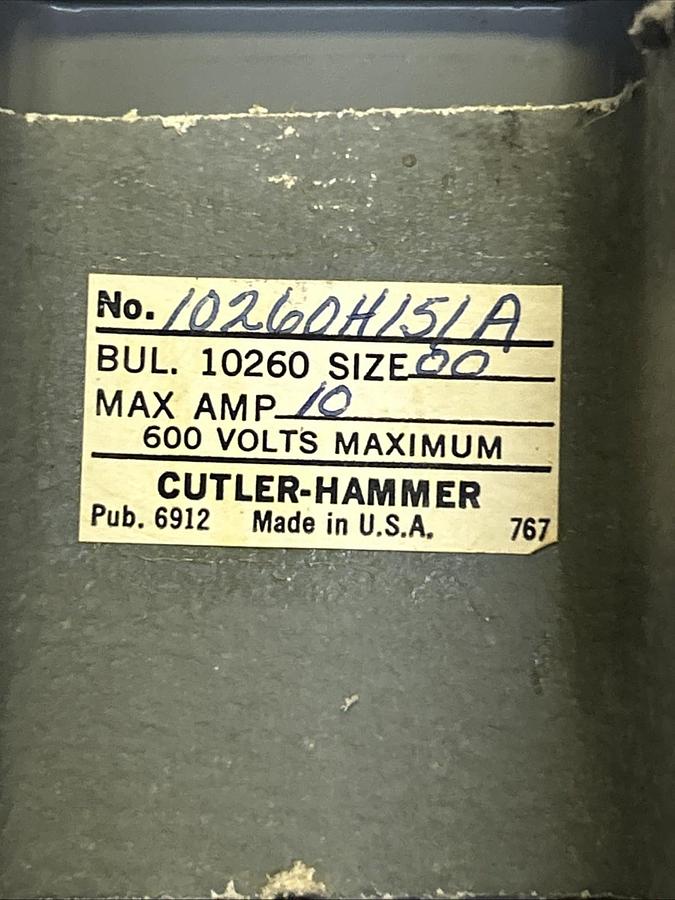 No. 10260H151A
BUL. 10260 SIZE 00
MAX AMP 10
600 VOLTS MAXIMUM
CUTLER-HAMMER
Pub. 6912 Made in U.S.A. 767